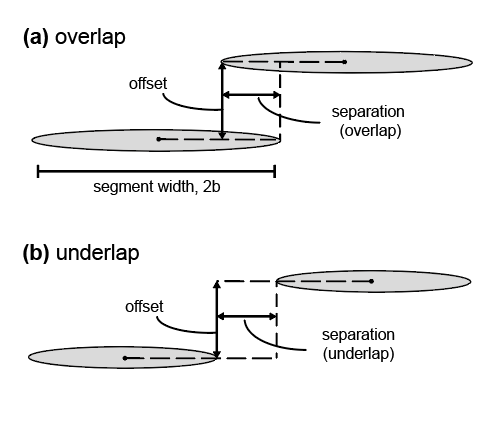 (a) overlap
offset
separation
(overlap)
segment width, 2b
(b) underlap
offset
separation
(underlap)